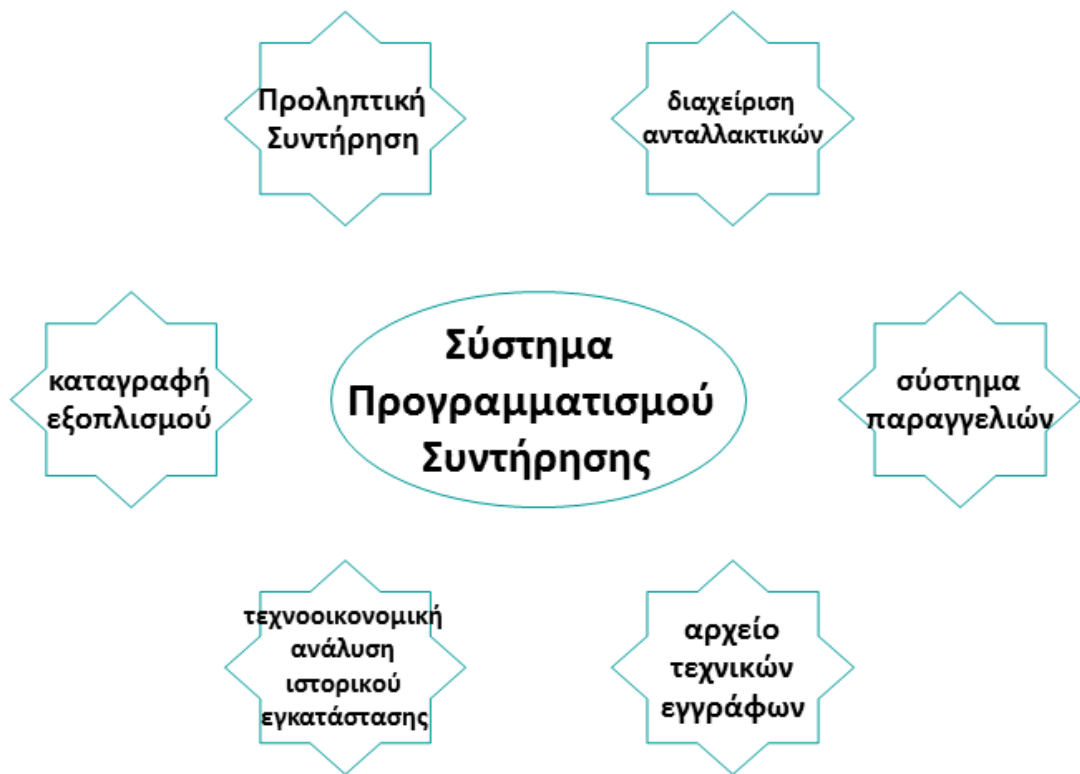 Προληπτική
Συντήρηση
διαχείριση
ανταλλακτικών
καταγραφή
εξοπλισμού
Σύστημα
Προγραμματισμού
Συντήρησης
σύστημα
παραγγελιών
τεχνοοικονομική
ανάλυση
ιστορικού
εγκατάστασης
αρχείο
τεχνικών
εγγράφων